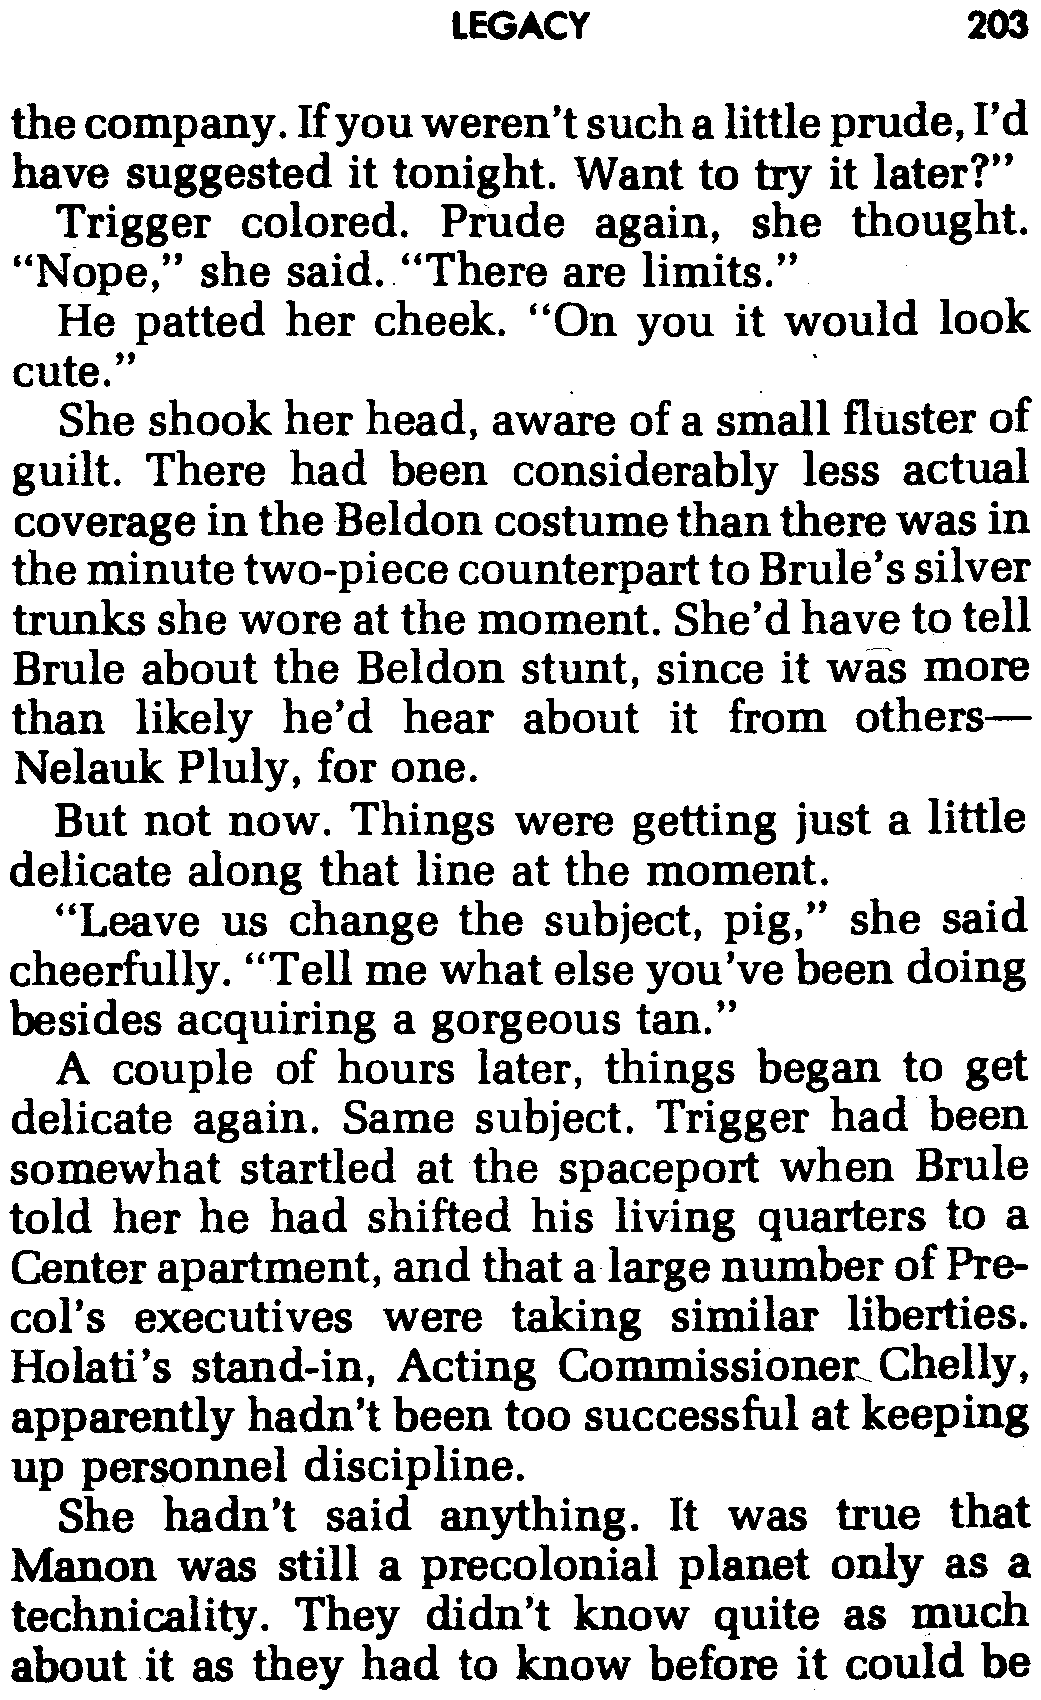 LEGACY 203
the company. If you weren't such a little prude, I'd
have suggested it tonight. Want to try it later?"
Trigger colored. Prude again, she thought.
"Nope," she said. "There are limits."
He patted her cheek. "On you it would look
cute."
She shook her head, aware of a small fluster of
guilt. There had been considerably less actual
coverage in the Beldon costume than there was in
the minute two-piece counterpart to Brule's silver
trunks she wore at the moment. She'd have to tell
Brule about the Beldon stunt, since it was more
than likely he'd hear about it from others—
Nelauk Pluly, for one.
But not now. Things were getting just a little
delicate along that line at the moment.
"Leave us change the subject, pig," she said
cheerfully. "Tell me what else you've been doing
besides acquiring a gorgeous tan."
A couple of hours later, things began to get
delicate again. Same subject. Trigger had been
somewhat startled at the spaceport when Brule
told her he had shifted his living quarters to a
Center apartment, and that a large number of Pre-
col's executives were taking similar liberties.
Holati's stand-in, Acting Commissioner Chelly,
apparently hadn't been too successful at keeping
up personnel discipline.
She hadn't said anything. It was true that
Manon was still a precolonial planet only as a
technicality. They didn't know quite as much
about it as they had to know before it could be